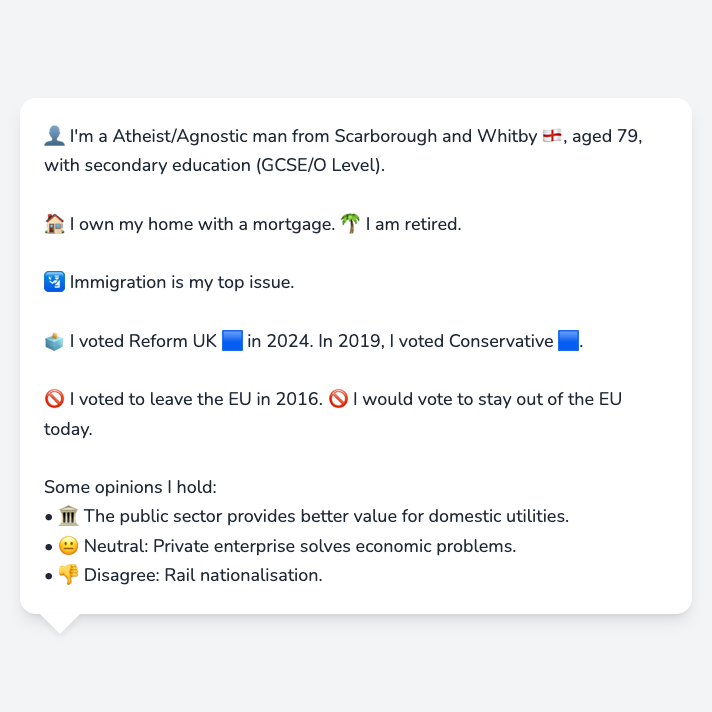 👤 I'm a Atheist/Agnostic man from Scarborough and Whitby 🏴󠁧󠁢󠁥󠁮󠁧󠁿, aged 79,
with secondary education (GCSE/O Level).
🏠 I own my home with a mortgage. 🌴 I am retired.
🛂 Immigration is my top issue.
🗳️ I voted Reform UK 🟦 in 2024. In 2019, I voted Conservative 🟦.
🚫 I voted to leave the EU in 2016. 🚫 I would vote to stay out of the EU
today.
Some opinions I hold:
• 🏛️ The public sector provides better value for domestic utilities.
• 😐 Neutral: Private enterprise solves economic problems.
• 👎 Disagree: Rail nationalisation.